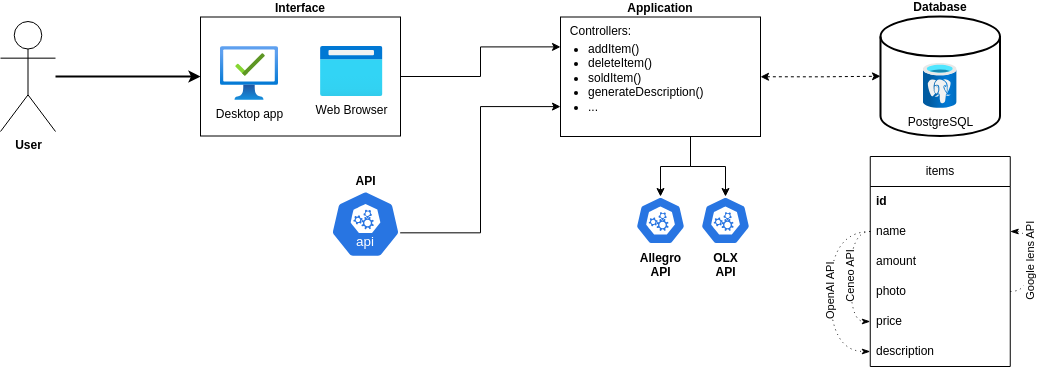 Interface
Application
Database
Controllers:
addItem()
deleteItem()
soldItem()
generateDescription()
...
Desktop app
Web Browser
PostgreSQL
User
API
api
Allegro
API
OLX
API
items
id
name
amount
photo
price
description
OpenAI API
Ceneo API
Google lens API